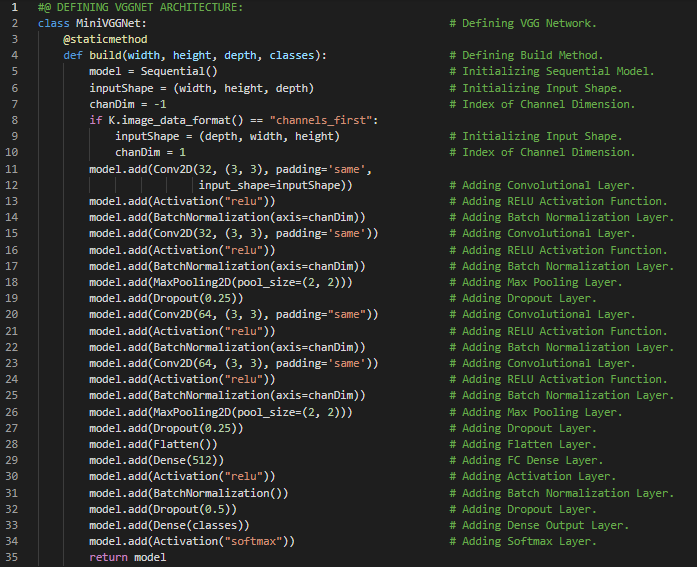 1 #@ DEFINING VGGNET ARCHITECTURE:
2 class MiniVGGNet: # Defining VGG Network.
3 @staticmethod
4 def build(width, height, depth, classes): # Defining Build Method.
5 model = Sequential() # Initializing Sequential Model.
6 inputShape = (width, height, depth) # Initializing Input Shape.
7 chanDim = -1 # Index of Channel Dimension.
8 if K.image_data_format() == "channels_first":
9 inputShape = (depth, width, height) # Initializing Input Shape.
10 chanDim = 1 # Index of Channel Dimension.
11 model.add(Conv2D(32, (3, 3), padding='same',
12 input_shape=inputShape)) # Adding Convolutional Layer.
13 model.add(Activation("relu")) # Adding RELU Activation Function.
14 model.add(BatchNormalization(axis=chanDim)) # Adding Batch Normalization Layer.
15 model.add(Conv2D(32, (3, 3), padding='same')) # Adding Convolutional Layer.
16 model.add(Activation("relu")) # Adding RELU Activation Function.
17 model.add(BatchNormalization(axis=chanDim)) # Adding Batch Normalization Layer.
18 model.add(MaxPooling2D(pool_size=(2, 2))) # Adding Max Pooling Layer.
19 model.add(Dropout(0.25)) # Adding Dropout Layer.
20 model.add(Conv2D(64, (3, 3), padding="same")) # Adding Convolutional Layer.
21 model.add(Activation("relu")) # Adding RELU Activation Function.
22 model.add(BatchNormalization(axis=chanDim)) # Adding Batch Normalization Layer.
23 model.add(Conv2D(64, (3, 3), padding='same')) # Adding Convolutional Layer.
24 model.add(Activation("relu")) # Adding RELU Activation Function.
25 model.add(BatchNormalization(axis=chanDim)) # Adding Batch Normalization Layer.
26 model.add(MaxPooling2D(pool_size=(2, 2))) # Adding Max Pooling Layer.
27 model.add(Dropout(0.25)) # Adding Dropout Layer.
28 model.add(Flatten()) # Adding Flatten Layer.
29 model.add(Dense(512)) # Adding FC Dense Layer.
30 model.add(Activation("relu")) # Adding Activation Layer.
31 model.add(BatchNormalization()) # Adding Batch Normalization Layer.
32 model.add(Dropout(0.5)) # Adding Dropout Layer.
33 model.add(Dense(classes)) # Adding Dense Output Layer.
34 model.add(Activation("softmax")) # Adding Softmax Layer.
35 return model